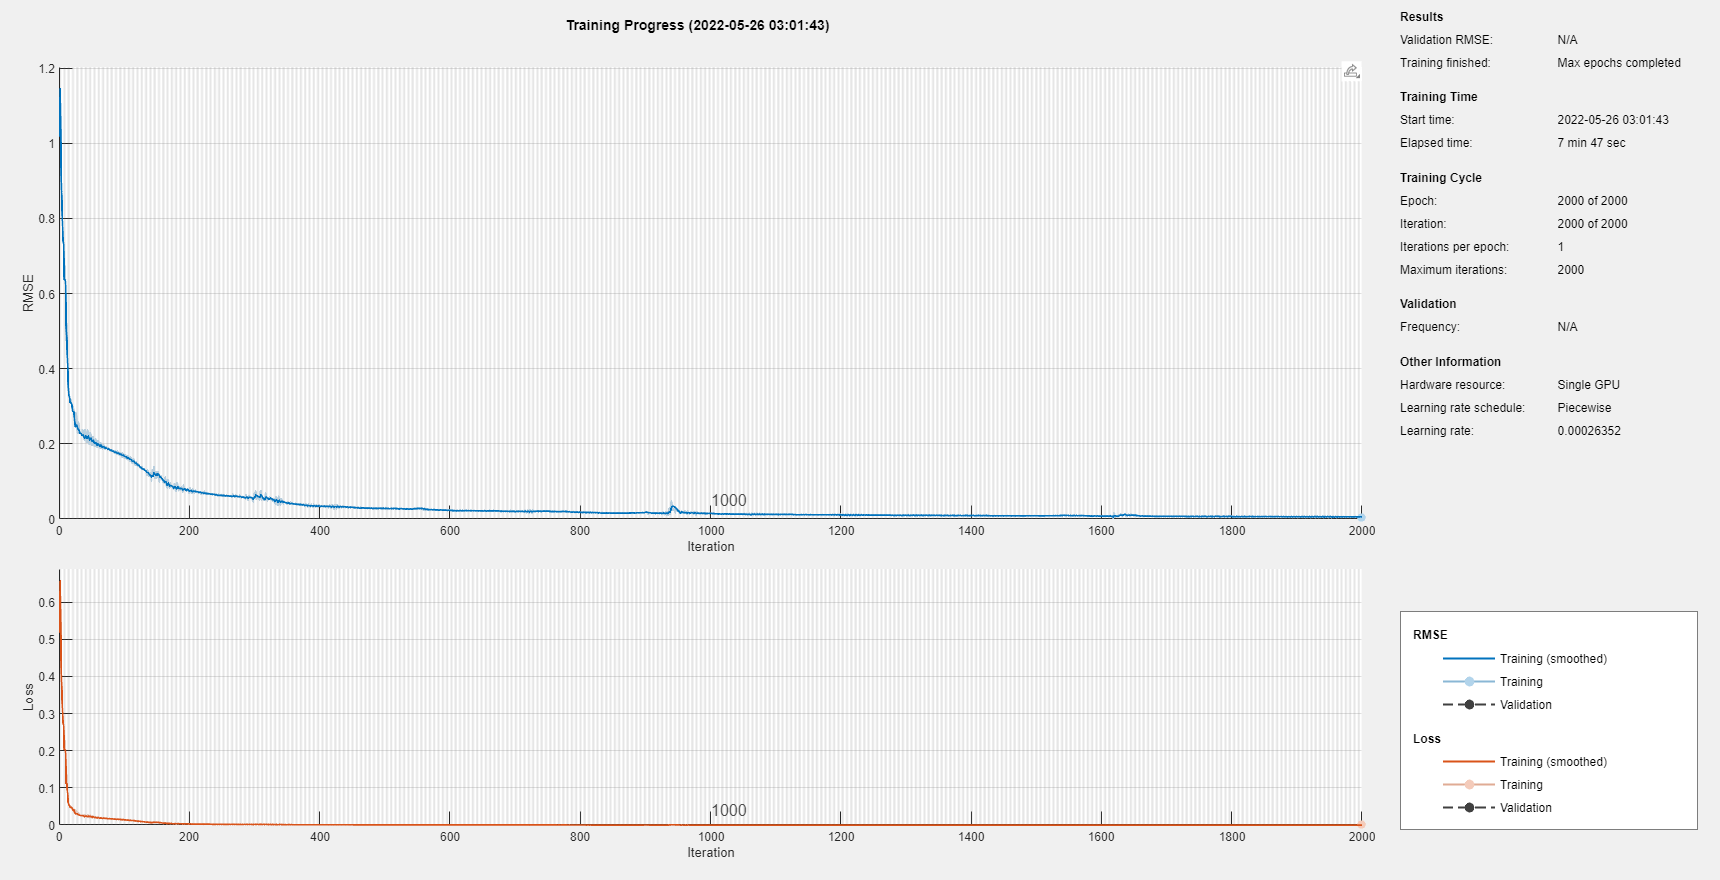 Training Progress (2022-05-26 03:01:43)
1.2
1
0.8
0.6
0.4
0.2
0
RMSE
1000
0 200 400 600 800 1000 1200 1400 1600 1800 2000
Iteration
0.6
0.5
0.4
0.3
0.2
0.1
0
Loss
1000
0 200 400 600 800 1000 1200 1400 1600 1800 2000
Iteration
Results
Validation RMSE: N/A
Training finished: Max epochs completed
Training Time
Start time: 2022-05-26 03:01:43
Elapsed time: 7 min 47 sec
Training Cycle
Epoch: 2000 of 2000
Iteration: 2000 of 2000
Iterations per epoch: 1
Maximum iterations: 2000
Validation
Frequency: N/A
Other Information
Hardware resource: Single GPU
Learning rate schedule: Piecewise
Learning rate: 0.00026352
RMSE
Training (smoothed)
Training
Validation
Loss
Training (smoothed)
Training
Validation